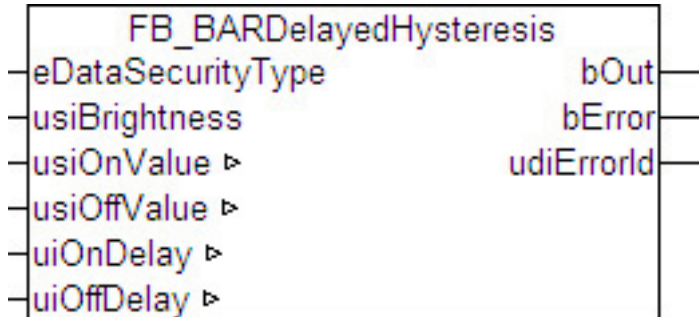 FB_BARDelayedHysteresis
eDataSecurityType bOut
usiBrightness bError
usiOnValue ▹ udiErrorId
usiOffValue ▹
uiOnDelay ▹
uiOffDelay ▹